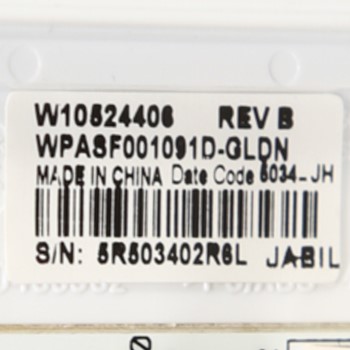 W10524406 REV B
WPASF001091D-GLDN
MADE IN CHINA Date Code 5034-JH
S/N: 5R503402R6L JABIL